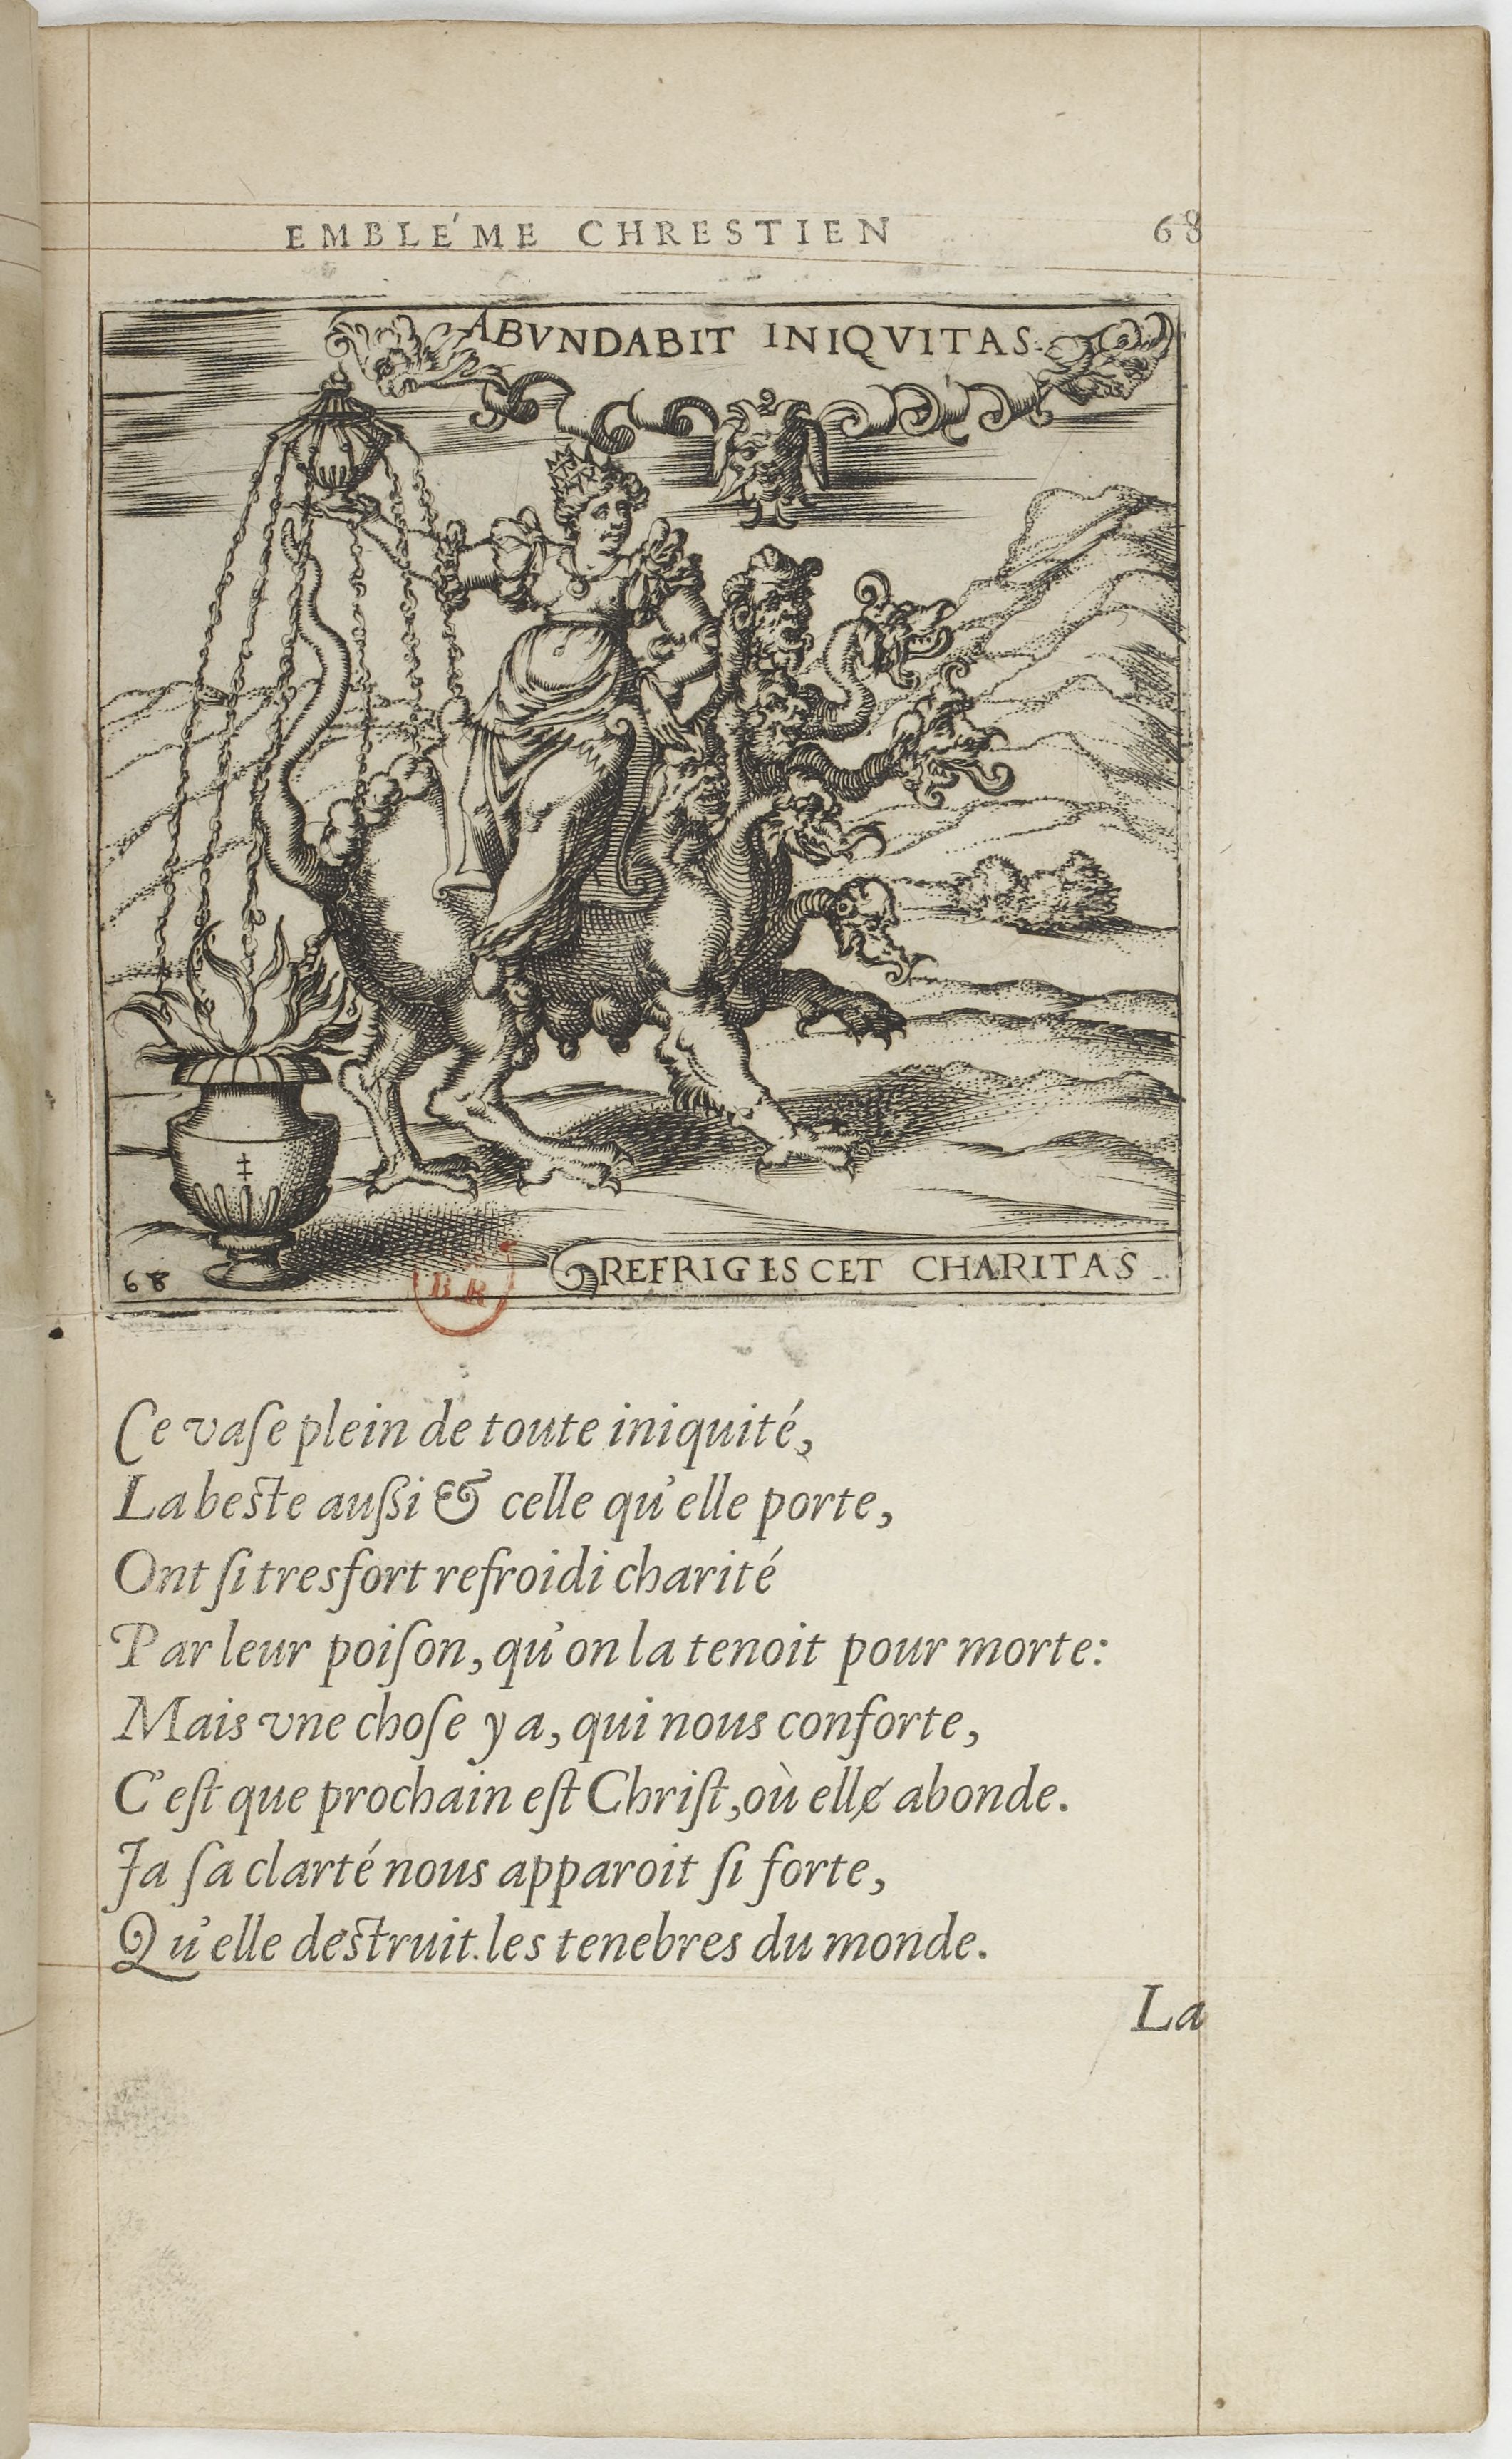 EMBLÉME CHRESTIEN 68
ABVNDABIT INIQVITAS.
68
B R
REFRIGESCET CHARITAS
Ce vaſe plein de toute iniquité,
La beſte auſſi & celle qu'elle porte,
Ont ſi tresfort refroidi charité
Par leur poiſon, qu'on la tenoit pour morte:
Mais vne choſe y a, qui nous conforte,
C'eſt que prochain eſt Chriſt, où ellɇ abonde.
Ja ſa clarté nous apparoit ſi forte,
Qu'elle deſtruit les tenebres du monde.
La